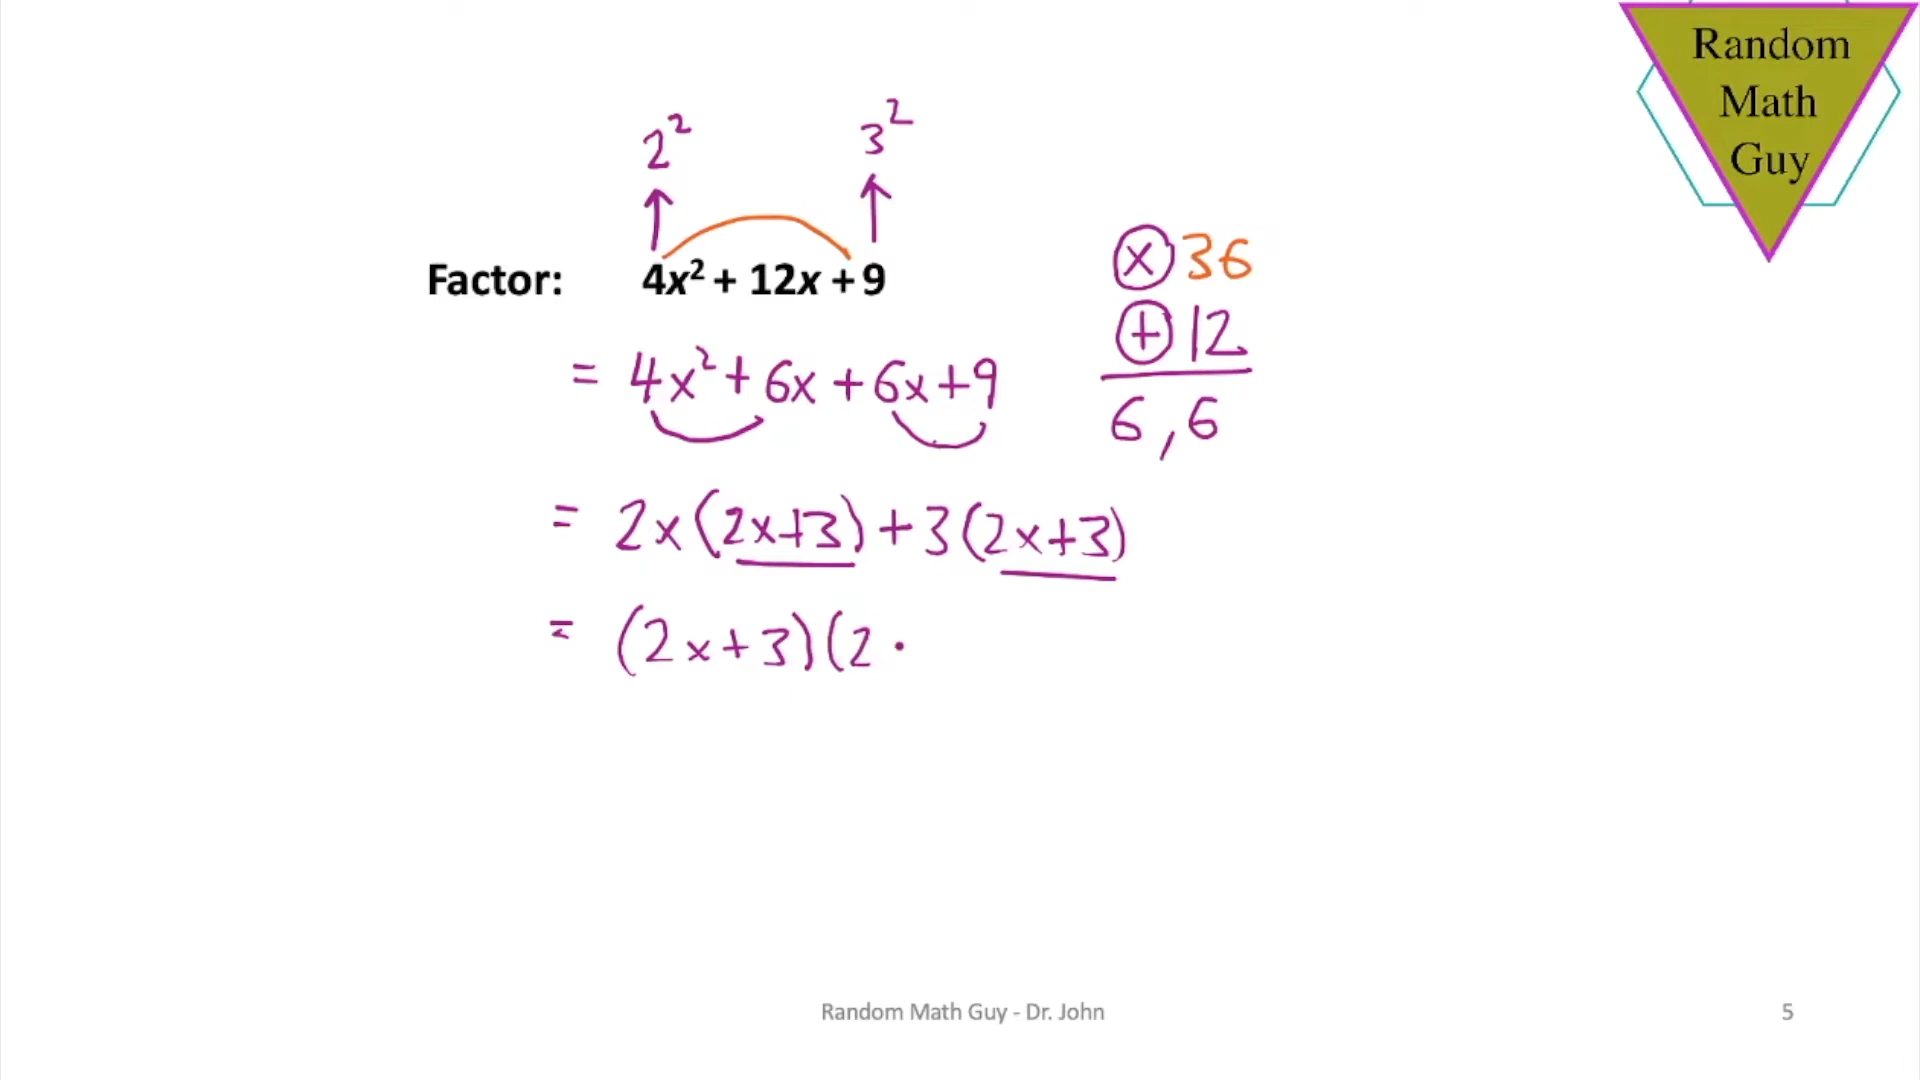 Random
Math
Guy
2² 3²
Factor: 4x² + 12x + 9
= 4x² + 6x + 6x + 9
ⓧ 36
⊕ 12
6, 6
= 2x(2x+3) + 3(2x+3)
= (2x+3)(2 ·
Random Math Guy - Dr. John
5